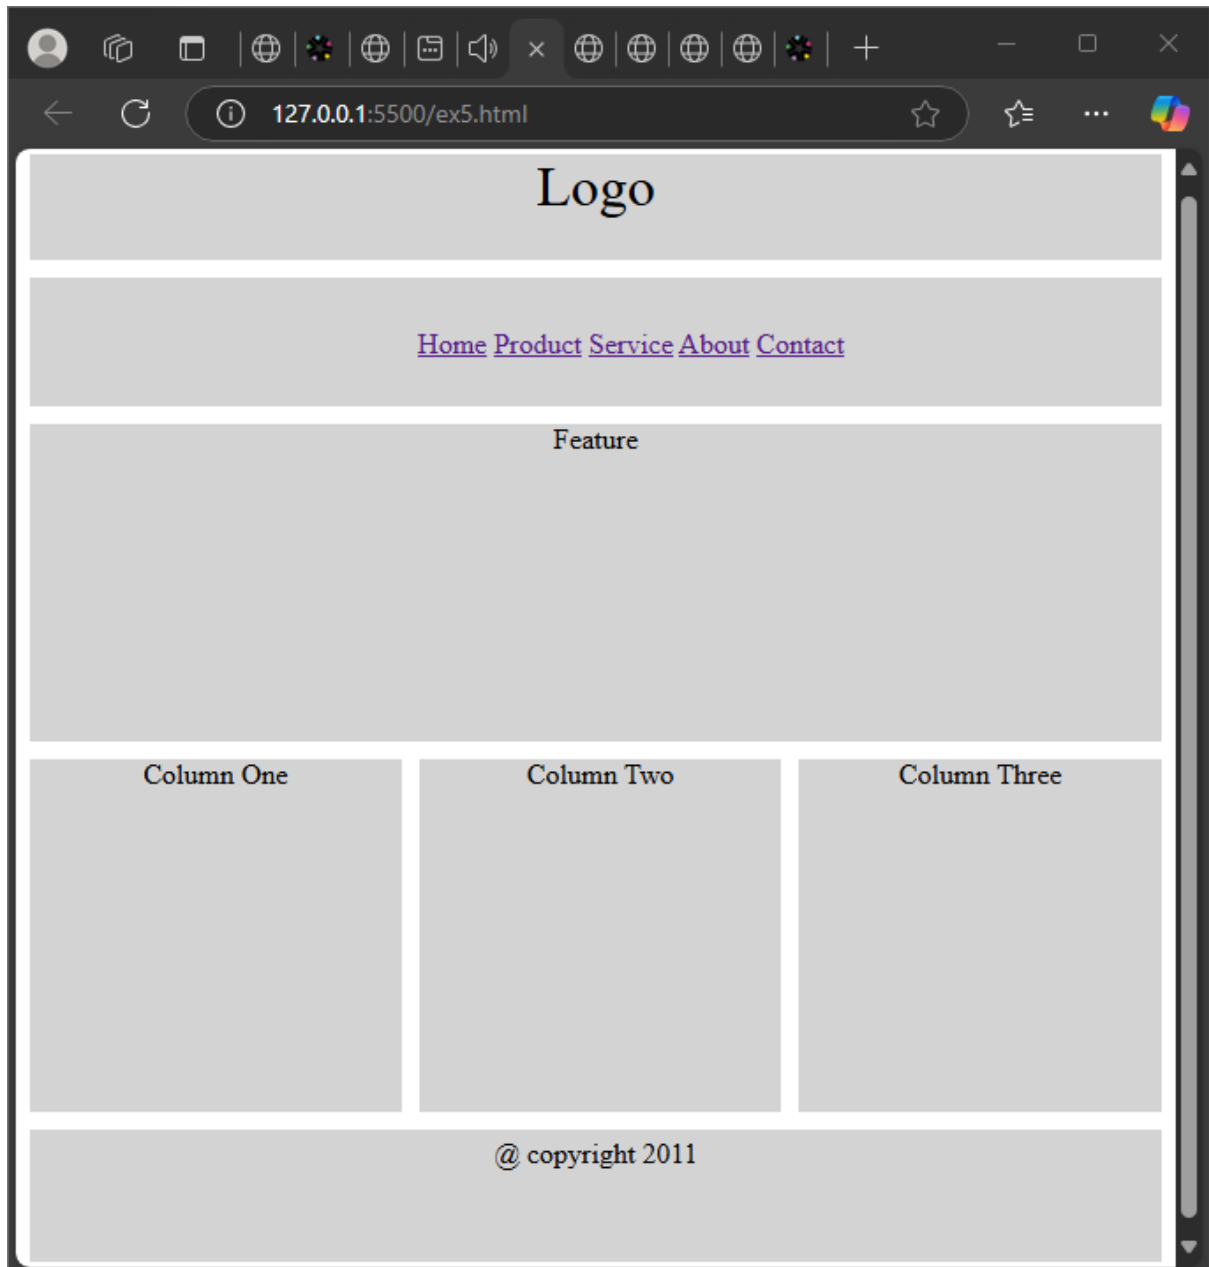 127.0.0.1:5500/ex5.html
Logo
Home Product Service About Contact
Feature
Column One Column Two Column Three
@ copyright 2011